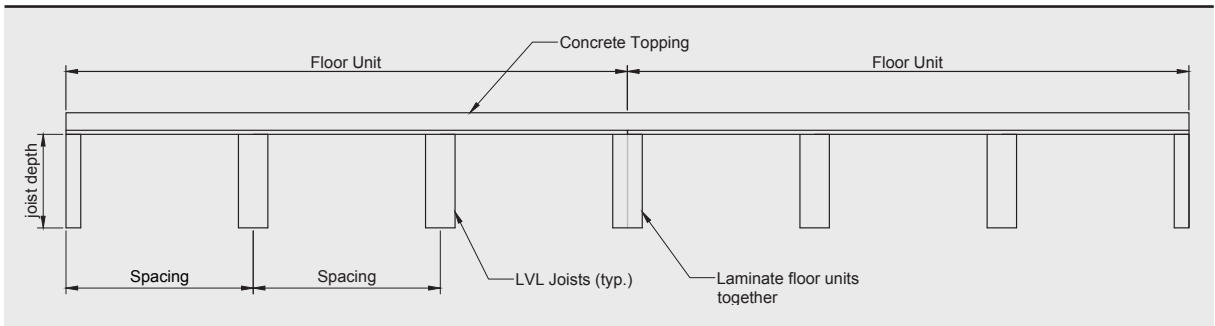 Concrete Topping
Floor Unit
Floor Unit
joist depth
Spacing
Spacing
LVL Joists (typ.)
Laminate floor units
together